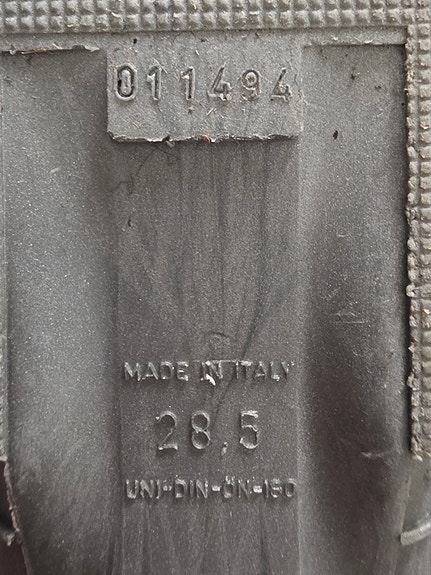 011494
MADE IN ITALY
28,5
UNI-DIN-ÖN-ISO